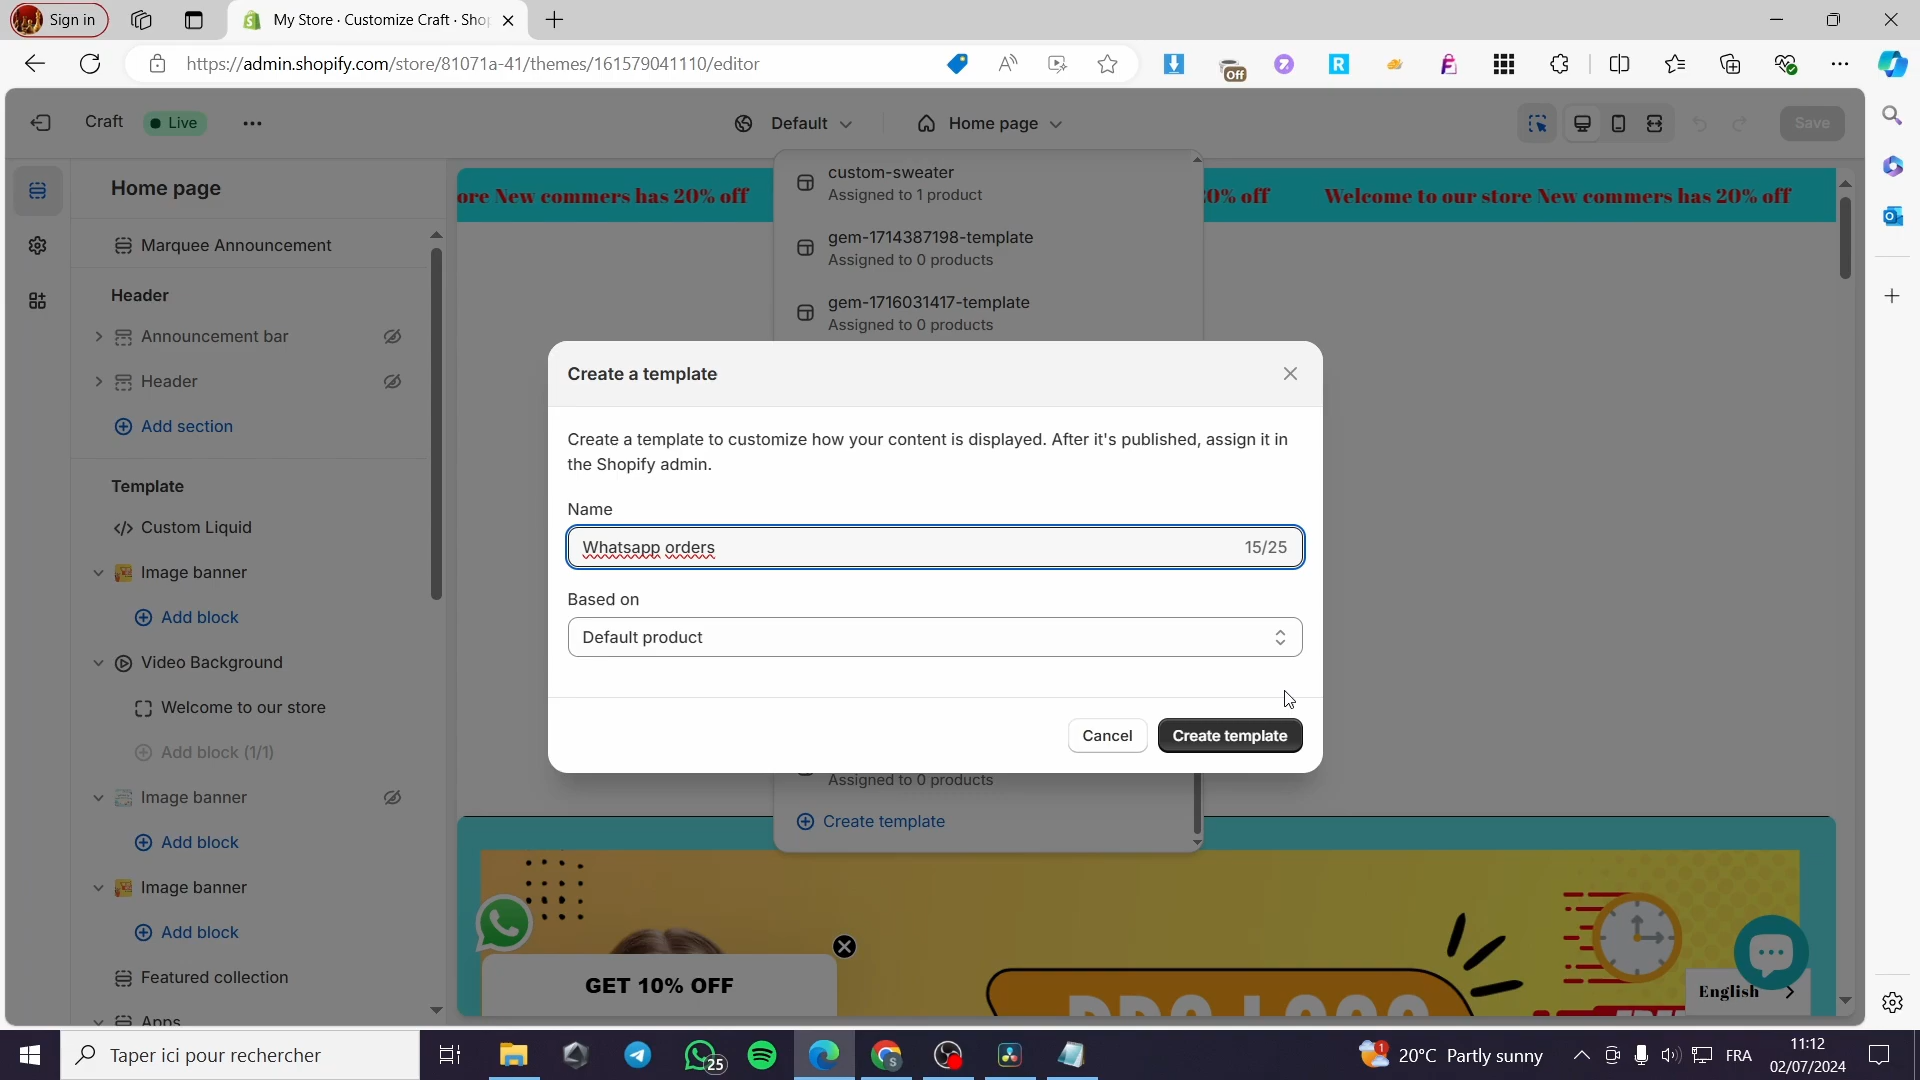 Sign in
My Store · Customize Craft · Shop
https://admin.shopify.com/store/81071a-41/themes/161579041110/editor
Off
Craft
Live
Default
Home page
Save
Home page
Marquee Announcement
Header
Announcement bar
Header
Add section
Template
Custom Liquid
Image banner
Add block
Video Background
Welcome to our store
Add block (1/1)
Image banner
Add block
Image banner
Add block
Featured collection
Apps
ore New commers has 20% off
0% off
Welcome to our store New commers has 20% off
custom-sweater
Assigned to 1 product
gem-1714387198-template
Assigned to 0 products
gem-1716031417-template
Assigned to 0 products
Create a template
Create a template to customize how your content is displayed. After it's published, assign it in
the Shopify admin.
Name
Whatsapp orders
15/25
Based on
Default product
Cancel
Create template
Assigned to 0 products
Create template
GET 10% OFF
English
Taper ici pour rechercher
25
1
20°C Partly sunny
FRA
11:12
02/07/2024